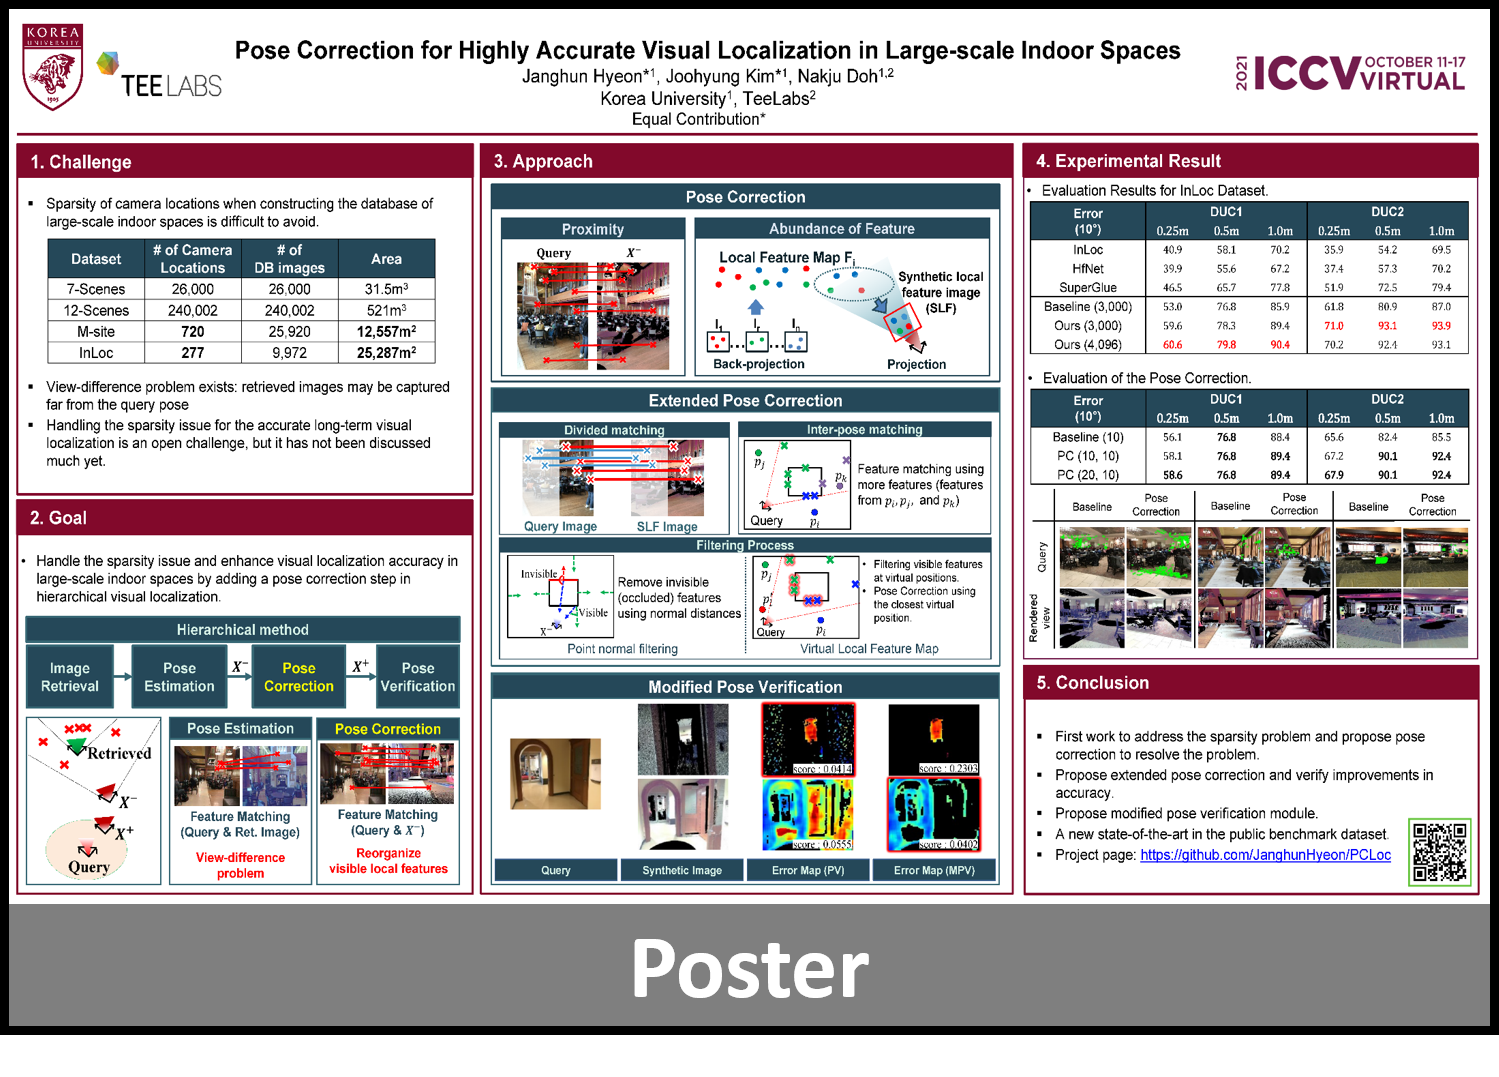 KOREA
UNIVERSITY
1905
TEELABS
Pose Correction for Highly Accurate Visual Localization in Large-scale Indoor Spaces
Janghun Hyeon*1, Joohyung Kim*1, Nakju Doh1,2
Korea University1, TeeLabs2
Equal Contribution*
2021 ICCV OCTOBER 11-17 VIRTUAL
1. Challenge
▪ Sparsity of camera locations when constructing the database of
large-scale indoor spaces is difficult to avoid.
Dataset | # of Camera Locations | # of DB images | Area
7-Scenes 26,000 26,000 31.5m³
12-Scenes 240,002 240,002 521m³
M-site 720 25,920 12,557m²
InLoc 277 9,972 25,287m²
▪ View-difference problem exists: retrieved images may be captured
far from the query pose
▪ Handling the sparsity issue for the accurate long-term visual
localization is an open challenge, but it has not been discussed
much yet.
2. Goal
• Handle the sparsity issue and enhance visual localization accuracy in
large-scale indoor spaces by adding a pose correction step in
hierarchical visual localization.
Hierarchical method
Image Retrieval
Pose Estimation
X⁻
Pose Correction
X⁺
Pose Verification
Retrieved
X⁻
X⁺
Query
Pose Estimation
Feature Matching
(Query & Ret. Image)
View-difference
problem
Pose Correction
Feature Matching
(Query & X⁻)
Reorganize
visible local features
3. Approach
Pose Correction
Proximity
Query X⁻
Abundance of Feature
Local Feature Map Fⱼ
Synthetic local
feature image
(SLF)
I₁ ... Iᵣ ... Iₙ
Back-projection
Projection
Extended Pose Correction
Divided matching
Query Image SLF Image
Inter-pose matching
pⱼ
pₖ
Query pᵢ
Feature matching using
more features (features
from pᵢ, pⱼ, and pₖ)
Filtering Process
Invisible
Visible
X⁻
Remove invisible
(occluded) features
using normal distances
Point normal filtering
pⱼ
Query pᵢ
• Filtering visible features
at virtual positions.
• Pose Correction using
the closest virtual
position.
Virtual Local Feature Map
Modified Pose Verification
score : 0.0414
score : 0.2303
score : 0.0555
score : 0.0402
Query
Synthetic Image
Error Map (PV)
Error Map (MPV)
4. Experimental Result
• Evaluation Results for InLoc Dataset.
Error (10°) DUC1 DUC2
0.25m 0.5m 1.0m 0.25m 0.5m 1.0m
InLoc 40.9 58.1 70.2 35.9 54.2 69.5
HfNet 39.9 55.6 67.2 37.4 57.3 70.2
SuperGlue 46.5 65.7 77.8 51.9 72.5 79.4
Baseline (3,000) 53.0 76.8 85.9 61.8 80.9 87.0
Ours (3,000) 59.6 78.3 89.4 71.0 93.1 93.9
Ours (4,096) 60.6 79.8 90.4 70.2 92.4 93.1
• Evaluation of the Pose Correction.
Error (10°) DUC1 DUC2
0.25m 0.5m 1.0m 0.25m 0.5m 1.0m
Baseline (10) 56.1 76.8 88.4 65.6 82.4 85.5
PC (10, 10) 58.1 76.8 89.4 67.2 90.1 92.4
PC (20, 10) 58.6 76.8 89.4 67.9 90.1 92.4
Baseline Pose Correction Baseline Pose Correction Baseline Pose Correction
Query
Rendered view
5. Conclusion
▪ First work to address the sparsity problem and propose pose
correction to resolve the problem.
▪ Propose extended pose correction and verify improvements in
accuracy.
▪ Propose modified pose verification module.
▪ A new state-of-the-art in the public benchmark dataset.
▪ Project page: https://github.com/JanghunHyeon/PCLoc
Poster